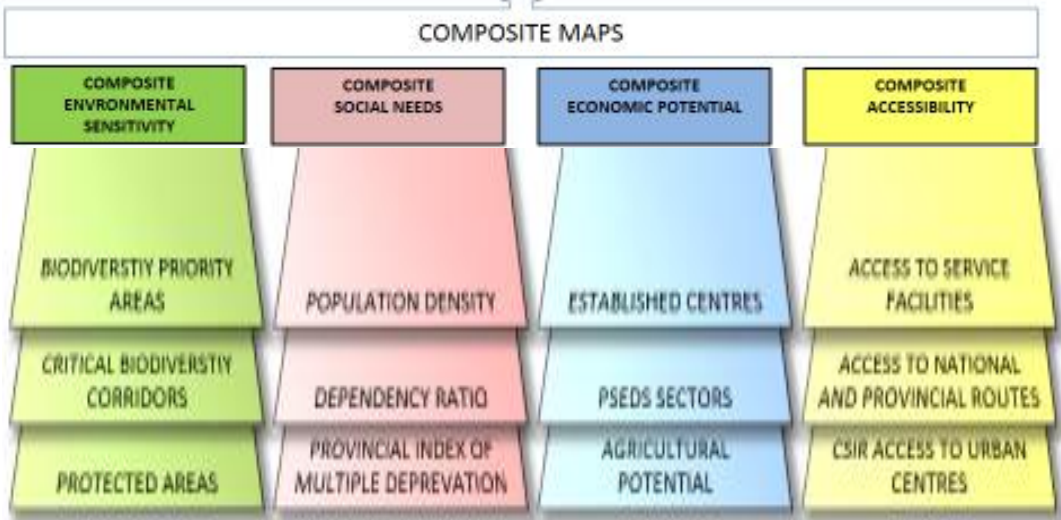 COMPOSITE MAPS
COMPOSITE
ENVRONMENTAL
SENSITIVITY
BIODIVERSTIY PRIORITY
AREAS
CRITICAL BIODIVERSTIY
CORRIDORS
PROTECTED AREAS
COMPOSITE
SOCIAL NEEDS
POPULATION DENSITY
DEPENDENCY RATIO
PROVINCIAL INDEX OF
MULTIPLE DEPREVATION
COMPOSITE
ECONOMIC POTENTIAL
ESTABLISHED CENTRES
PSEDS SECTORS
AGRICULTURAL
POTENTIAL
COMPOSITE
ACCESSIBILITY
ACCESS TO SERVICE
FACILITIES
ACCESS TO NATIONAL
AND PROVINCIAL ROUTES
CSIR ACCESS TO URBAN
CENTRES